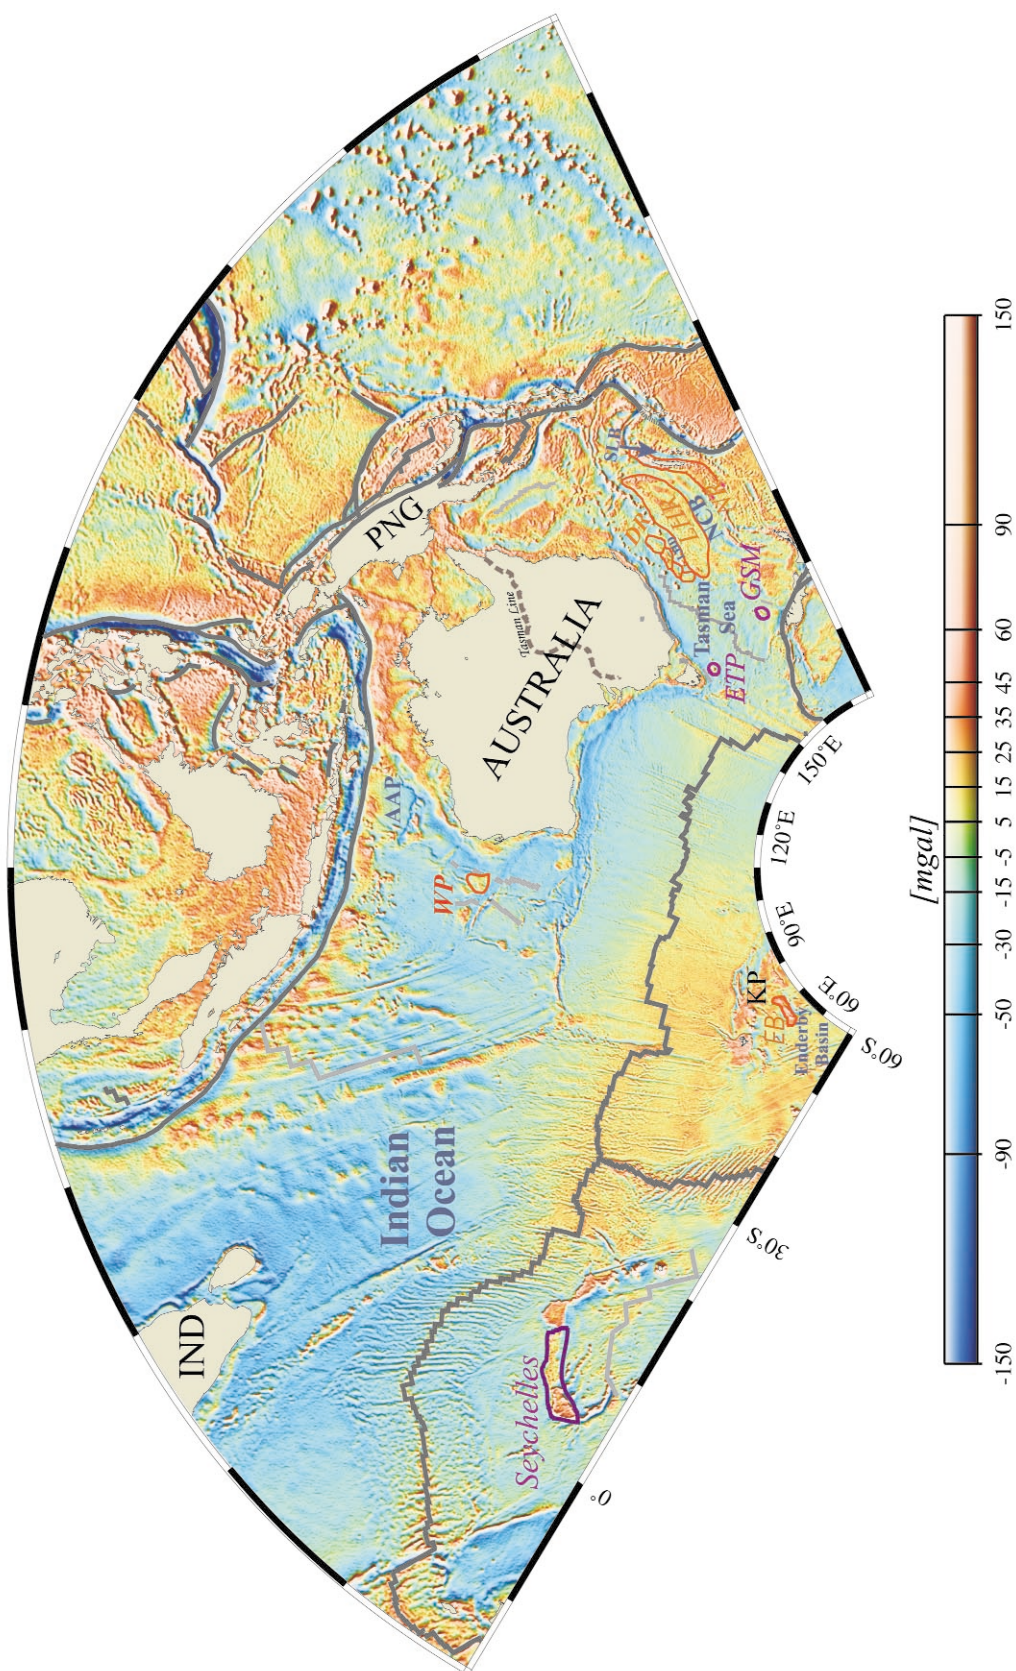 PNG
SLB
DR
LHR
NCB
NR
GSM
Tasman
Sea
ETP
Tasman Line
AUSTRALIA
AAP
WP
150°E
120°E
90°E
60°E
60°S
KP
EB
Enderby
Basin
Indian
Ocean
30°S
IND
Seychelles
0°
[mgal]
-150
-90
-50
-30
-15
-5
5
15
25
35
45
60
90
150